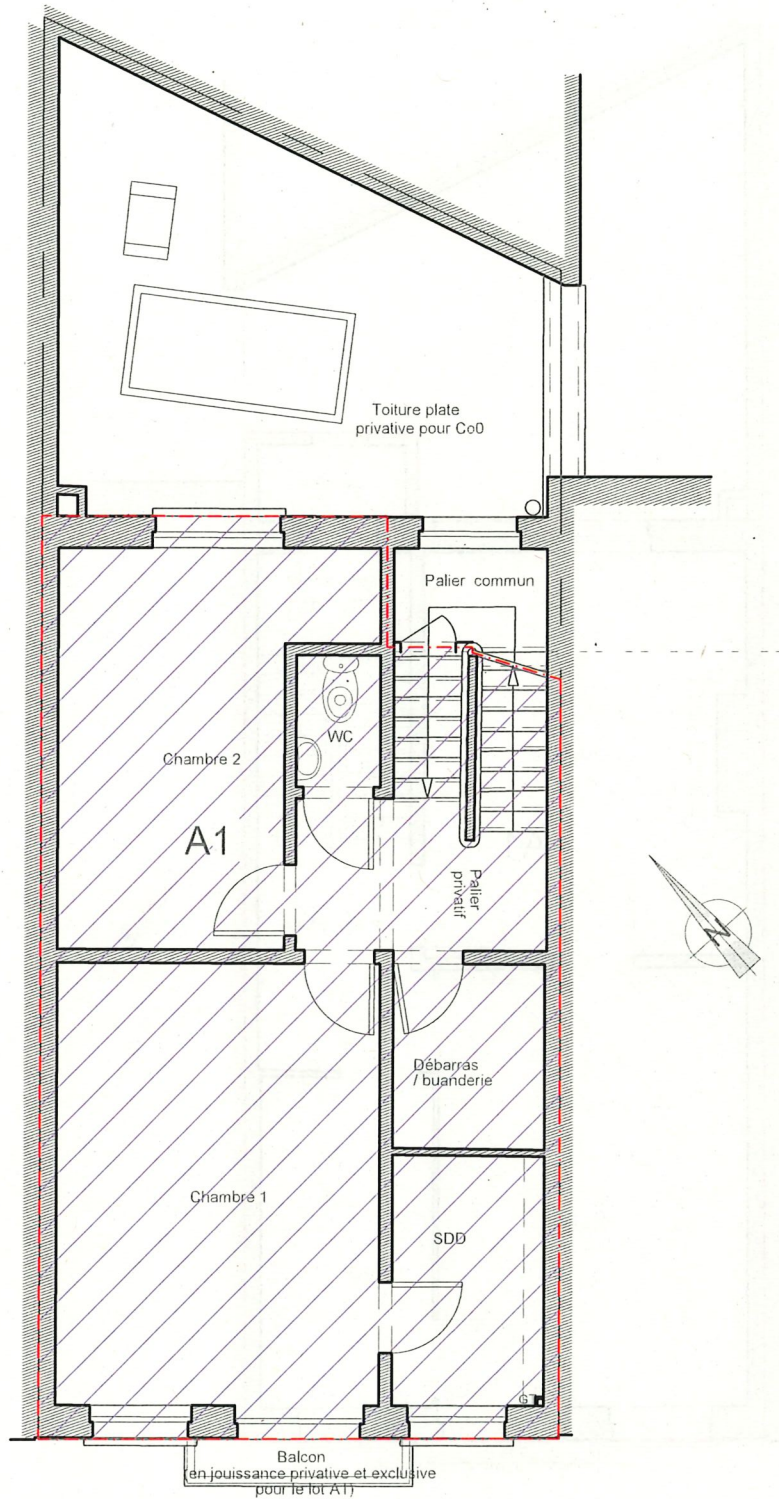 Toiture plate
privative pour Co0
Palier commun
WC
Chambre 2
A1
Palier
privatif
N
Débarras
/ buanderie
Chambre 1
SDD
Balcon
(en jouissance privative et exclusive
pour le lot A1)